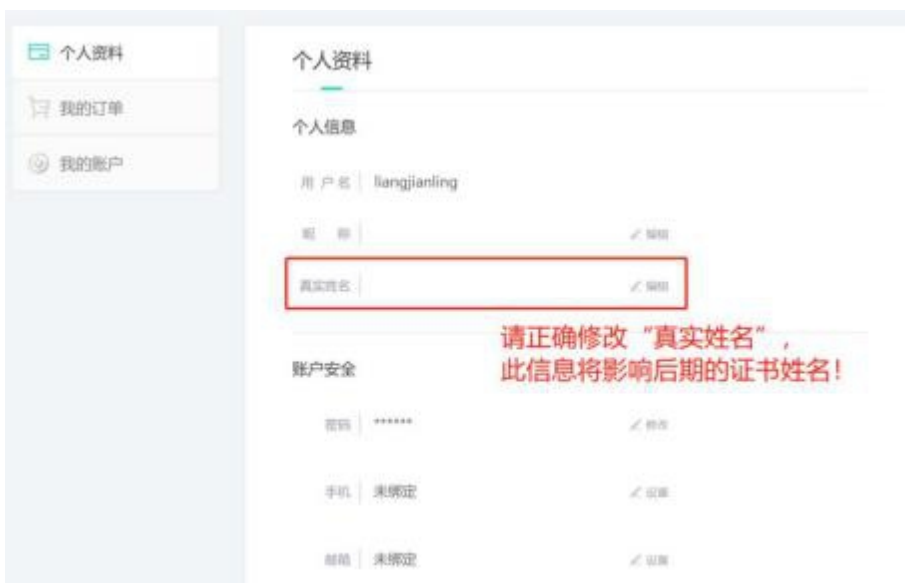 个人资料
我的订单
我的账户
个人资料
个人信息
用户名 liangjianling
昵 称 编辑
真实姓名 编辑
请正确修改“真实姓名”,
此信息将影响后期的证书姓名!
账户安全
密码 ****** 修改
手机 未绑定 设置
邮箱 未绑定 设置